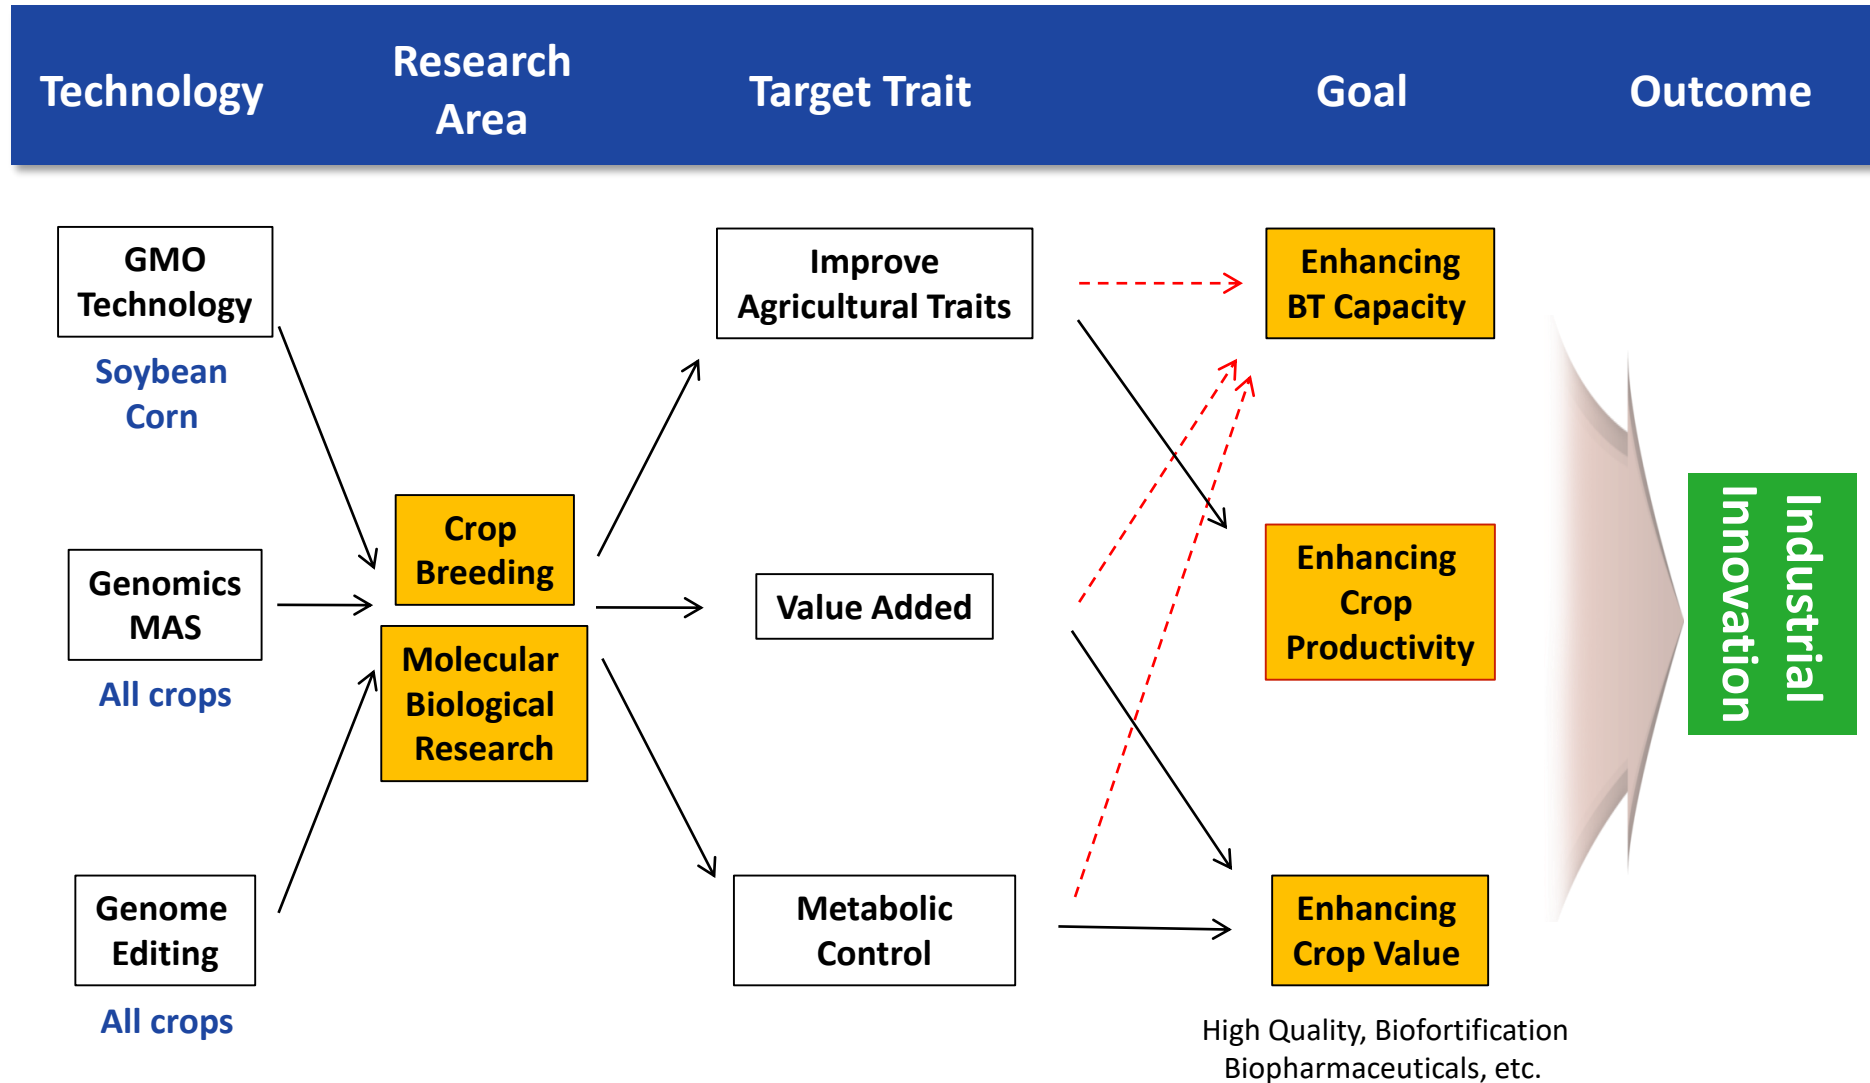 Technology
Research
Area
Target Trait
Goal
Outcome
GMO
Technology
Soybean
Corn
Genomics
MAS
All crops
Genome
Editing
All crops
Crop
Breeding
Molecular
Biological
Research
Improve
Agricultural Traits
Value Added
Metabolic
Control
Enhancing
BT Capacity
Enhancing
Crop
Productivity
Enhancing
Crop Value
High Quality, Biofortification
Biopharmaceuticals, etc.
Industrial
Innovation